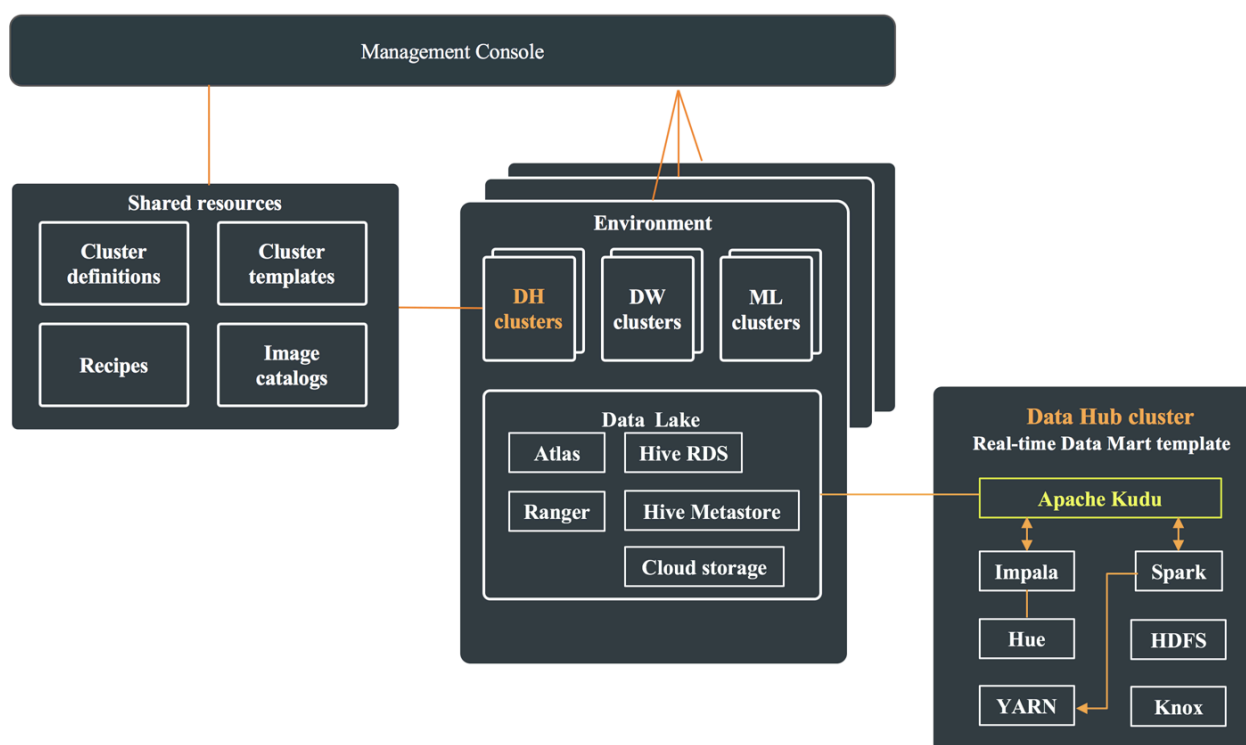 Management Console
Shared resources
Cluster
definitions
Cluster
templates
Recipes
Image
catalogs
Environment
DH
clusters
DW
clusters
ML
clusters
Data Lake
Atlas
Hive RDS
Ranger
Hive Metastore
Cloud storage
Data Hub cluster
Real-time Data Mart template
Apache Kudu
Impala
Spark
Hue
HDFS
YARN
Knox